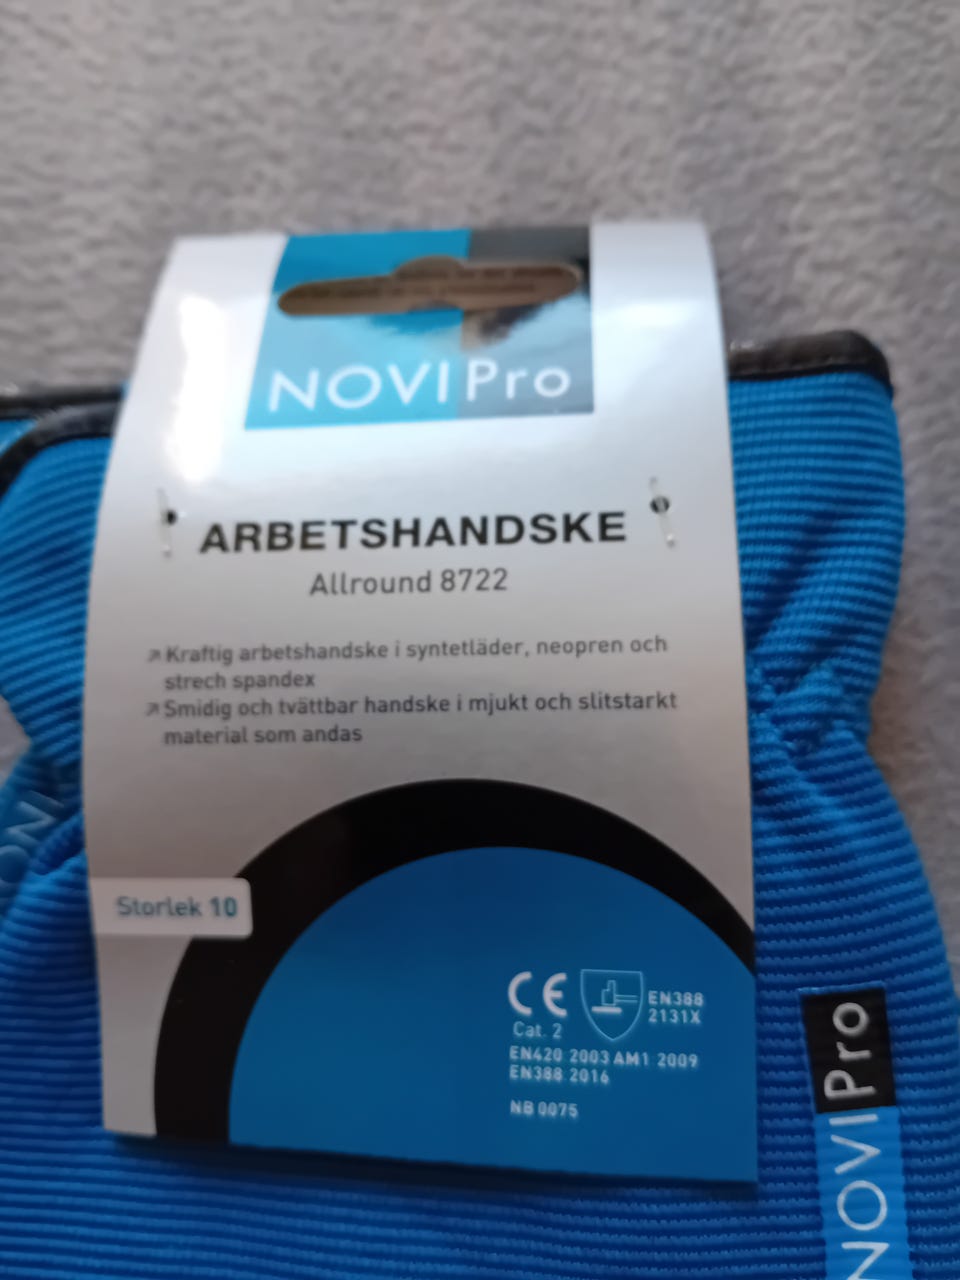 NOVIPro
ARBETSHANDSKE
Allround 8722
Kraftig arbetshandske i syntetläder, neopren och
strech spandex
Smidig och tvättbar handske i mjukt och slitstarkt
material som andas
Storlek 10
CE
Cat. 2
EN388
2131X
EN420 2003 AM1 2009
EN388 2016
NB 0075
NOVIPro
NO